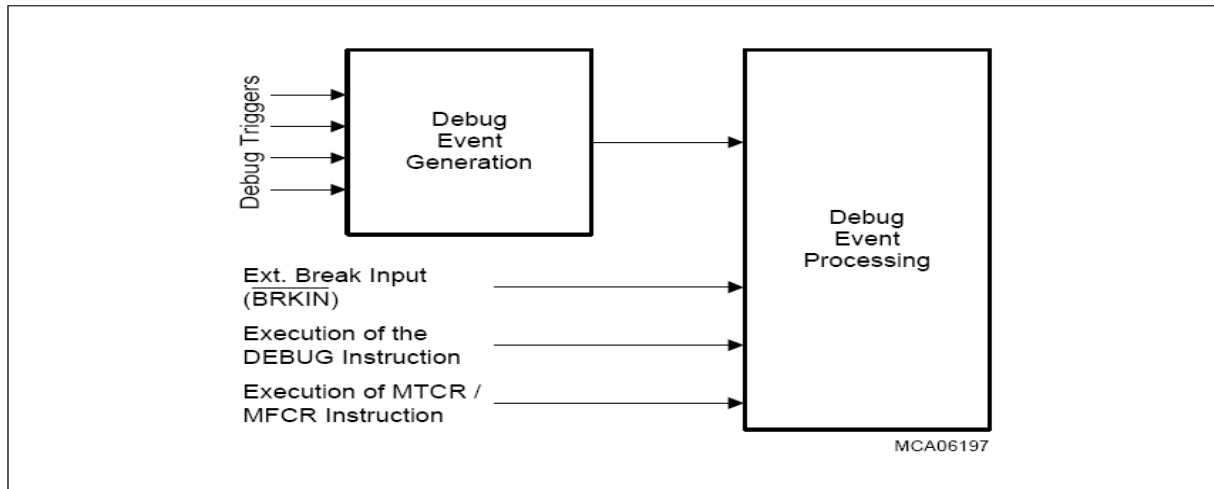 Debug Triggers
Debug
Event
Generation
Debug
Event
Processing
Ext. Break Input
(B̅R̅K̅I̅N̅)
Execution of the
DEBUG Instruction
Execution of MTCR /
MFCR Instruction
MCA06197